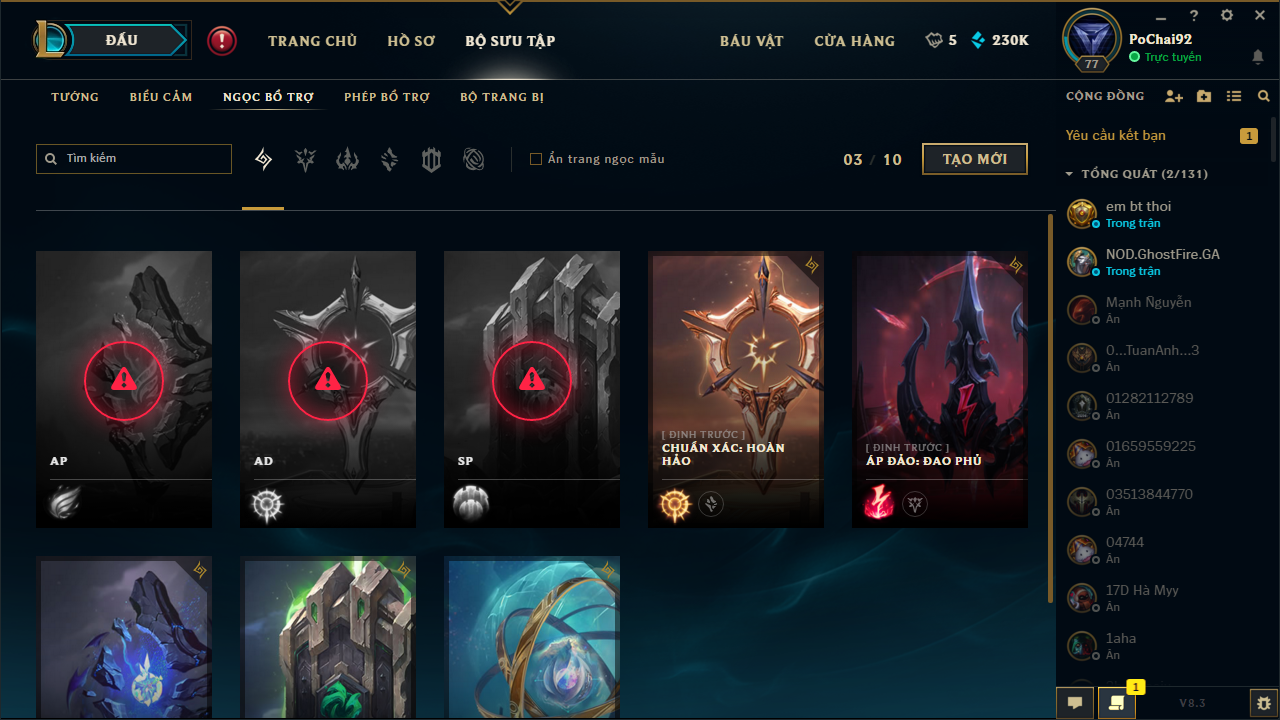 ĐẤU
TRANG CHỦ
HỒ SƠ
BỘ SƯU TẬP
BÁU VẬT
CỬA HÀNG
5
230K
77
PoChai92
Trực tuyến
TƯỚNG
BIỂU CẢM
NGỌC BỔ TRỢ
PHÉP BỔ TRỢ
BỘ TRANG BỊ
CỘNG ĐỒNG
Tìm kiếm
Ẩn trang ngọc mẫu
03 / 10
TẠO MỚI
Yêu cầu kết bạn
1
TỔNG QUÁT (2/131)
em bt thoi
Trong trận
NOD.GhostFire.GA
Trong trận
Mạnh Nguyễn
Ẩn
0...TuanAnh...3
Ẩn
01282112789
Ẩn
01659559225
Ẩn
03513844770
Ẩn
04744
Ẩn
17D Hà Myy
Ẩn
1aha
Ẩn
AP
AD
SP
[ ĐỊNH TRƯỚC ]
CHUẨN XÁC: HOÀN
HẢO
[ ĐỊNH TRƯỚC ]
ÁP ĐẢO: ĐAO PHỦ
1
V8.3